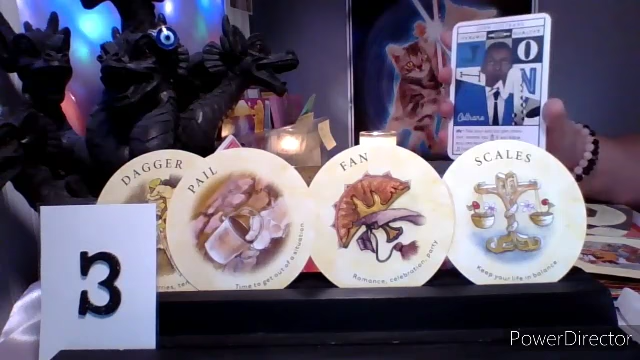 J O
H N
Coltrane
DAGGER
PAIL
Time to get out of a situation
FAN
Romance, celebration, party
SCALES
Keep your life in balance
3
PowerDirector